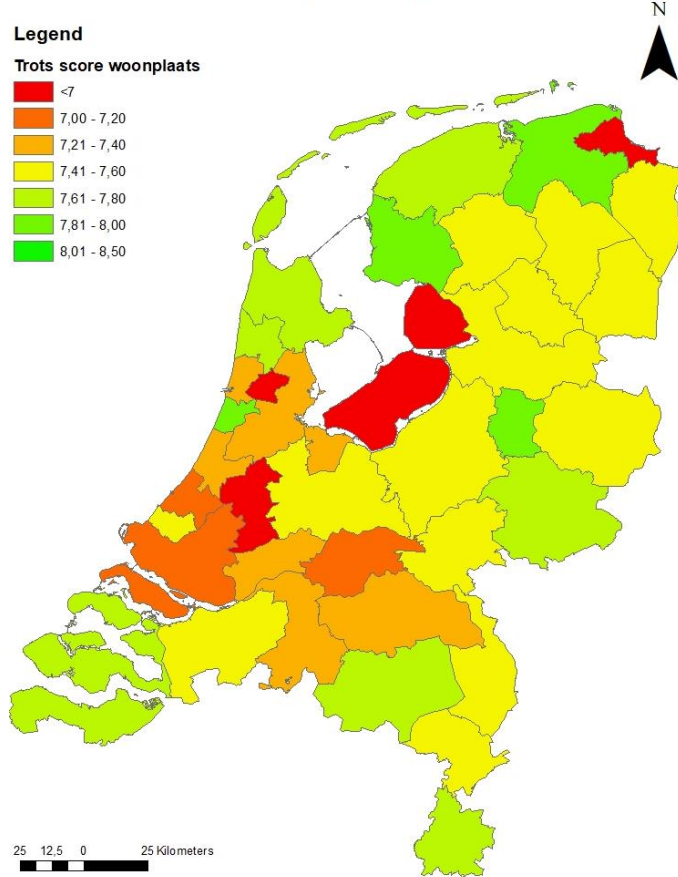 N
Legend
Trots score woonplaats
<7
7,00 - 7,20
7,21 - 7,40
7,41 - 7,60
7,61 - 7,80
7,81 - 8,00
8,01 - 8,50
25 12,5 0 25 Kilometers